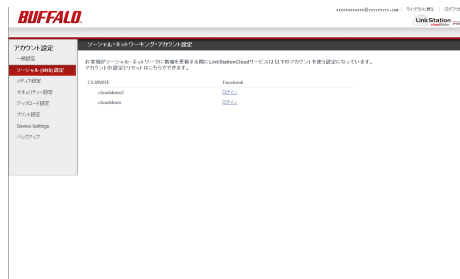 BUFFALO
xxxxxxxxxxx@yyyyyyyyy.com | ライブラリに戻る | ログアウト
LinkStation
アカウント設定
一般設定
ソーシャル (SNS) 設定
メディア設定
セキュリティー設定
アップロード設定
プリント設定
Device Settings
バックアップ
ソーシャル・ネットワーキング・アカウント設定
お客様がソーシャル・ネットワークに情報を更新する際にLinkStationCloudサービスは以下のアカウントを使う設定になっています。
アカウントの設定とリセットはこちらでできます。
Facebook
cloudshare2 ログイン
cloudshare ログイン